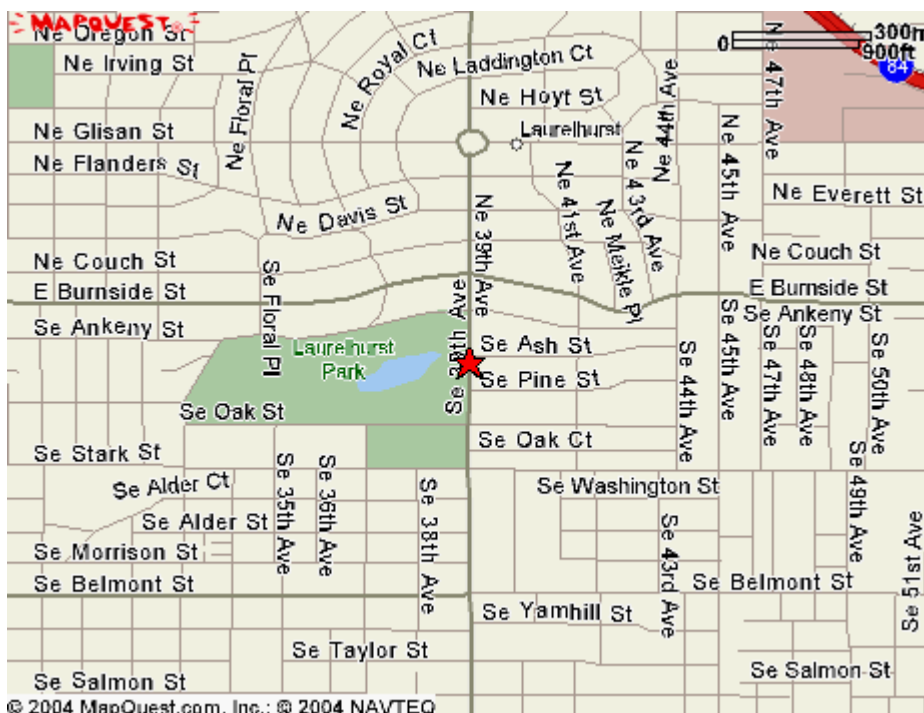 MAPQUEST
Ne Oregon St
Ne Irving St
Ne Floral Pl
Ne Royal Ct
Ne Laddington Ct
Ne Hoyt St
Ne 44th Ave
Ne 47th Ave
0
300m
900ft
84
Ne Glisan St
Ne Flanders St
Laurelhurst
Ne 45th Ave
Ne Everett St
Ne Davis St
Ne 39th Ave
Ne 41st Ave
Ne Meikle Pl
Ne 43rd Ave
Ne Couch St
Ne Couch St
E Burnside St
E Burnside St
Se Floral Pl
Se Ankeny St
Se Ankeny St
Laurelhurst
Park
Se 39th Ave
Se Ash St
Se Pine St
Se 44th Ave
Se 45th Ave
Se 47th Ave
Se 48th Ave
Se 50th Ave
Se Oak St
Se Oak Ct
Se Stark St
Se Alder Ct
Se 35th Ave
Se 36th Ave
Se 38th Ave
Se Washington St
Se 49th Ave
Se Alder St
Se Morrison St
Se 43rd Ave
Se 51st Ave
Se Belmont St
Se Belmont St
Se Yamhill St
Se Taylor St
Se Salmon St
Se Salmon St
© 2004 MapQuest.com, Inc.; © 2004 NAVTEQ